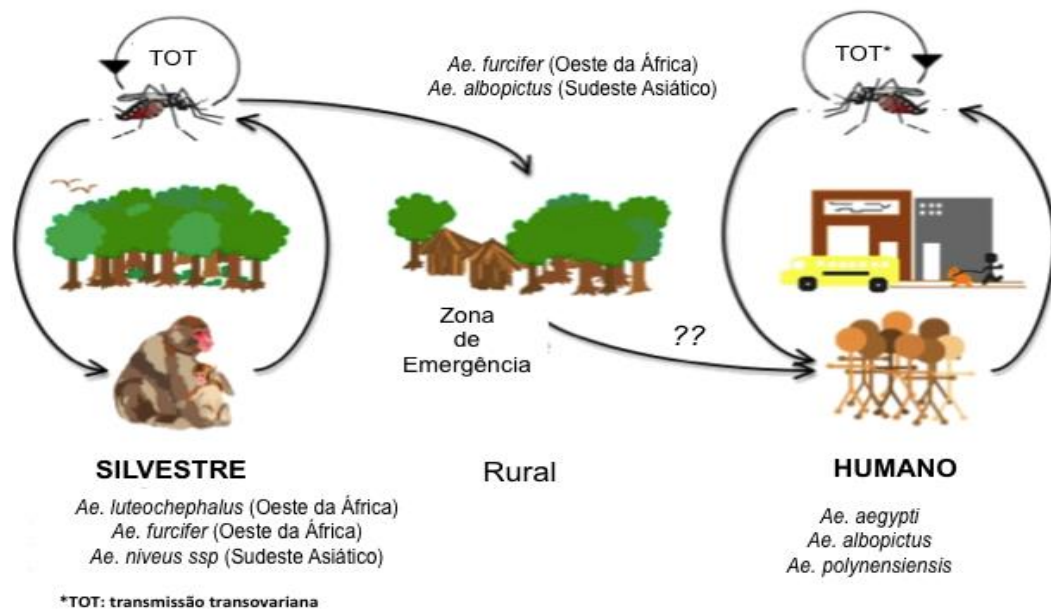 TOT
Ae. furcifer (Oeste da África)
Ae. albopictus (Sudeste Asiático)
TOT*
Zona
de
Emergência
??
SILVESTRE
Ae. luteochephalus (Oeste da África)
Ae. furcifer (Oeste da África)
Ae. niveus ssp (Sudeste Asiático)
Rural
HUMANO
Ae. aegypti
Ae. albopictus
Ae. polynensiensis
*TOT: transmissão transovariana